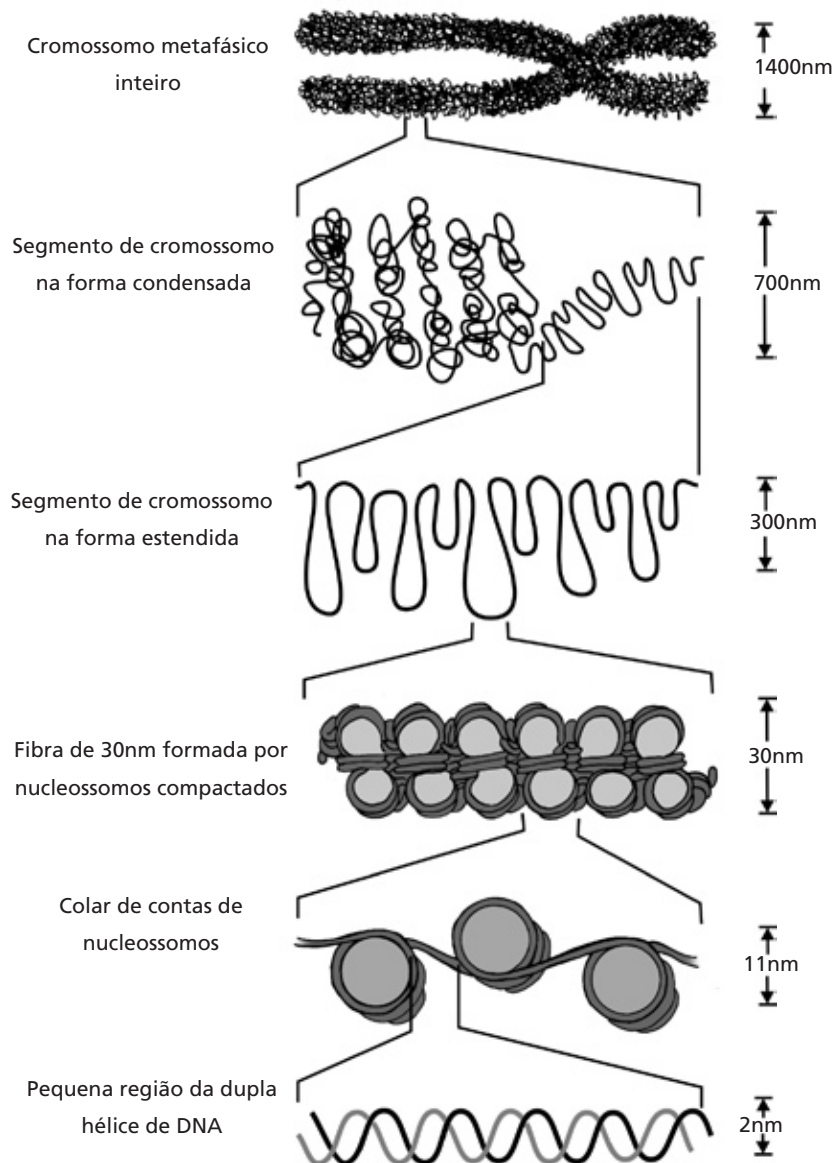 Cromossomo metafásico
inteiro
1400nm
Segmento de cromossomo
na forma condensada
700nm
Segmento de cromossomo
na forma estendida
300nm
Fibra de 30nm formada por
nucleossomos compactados
30nm
Colar de contas de
nucleossomos
11nm
Pequena região da dupla
hélice de DNA
2nm